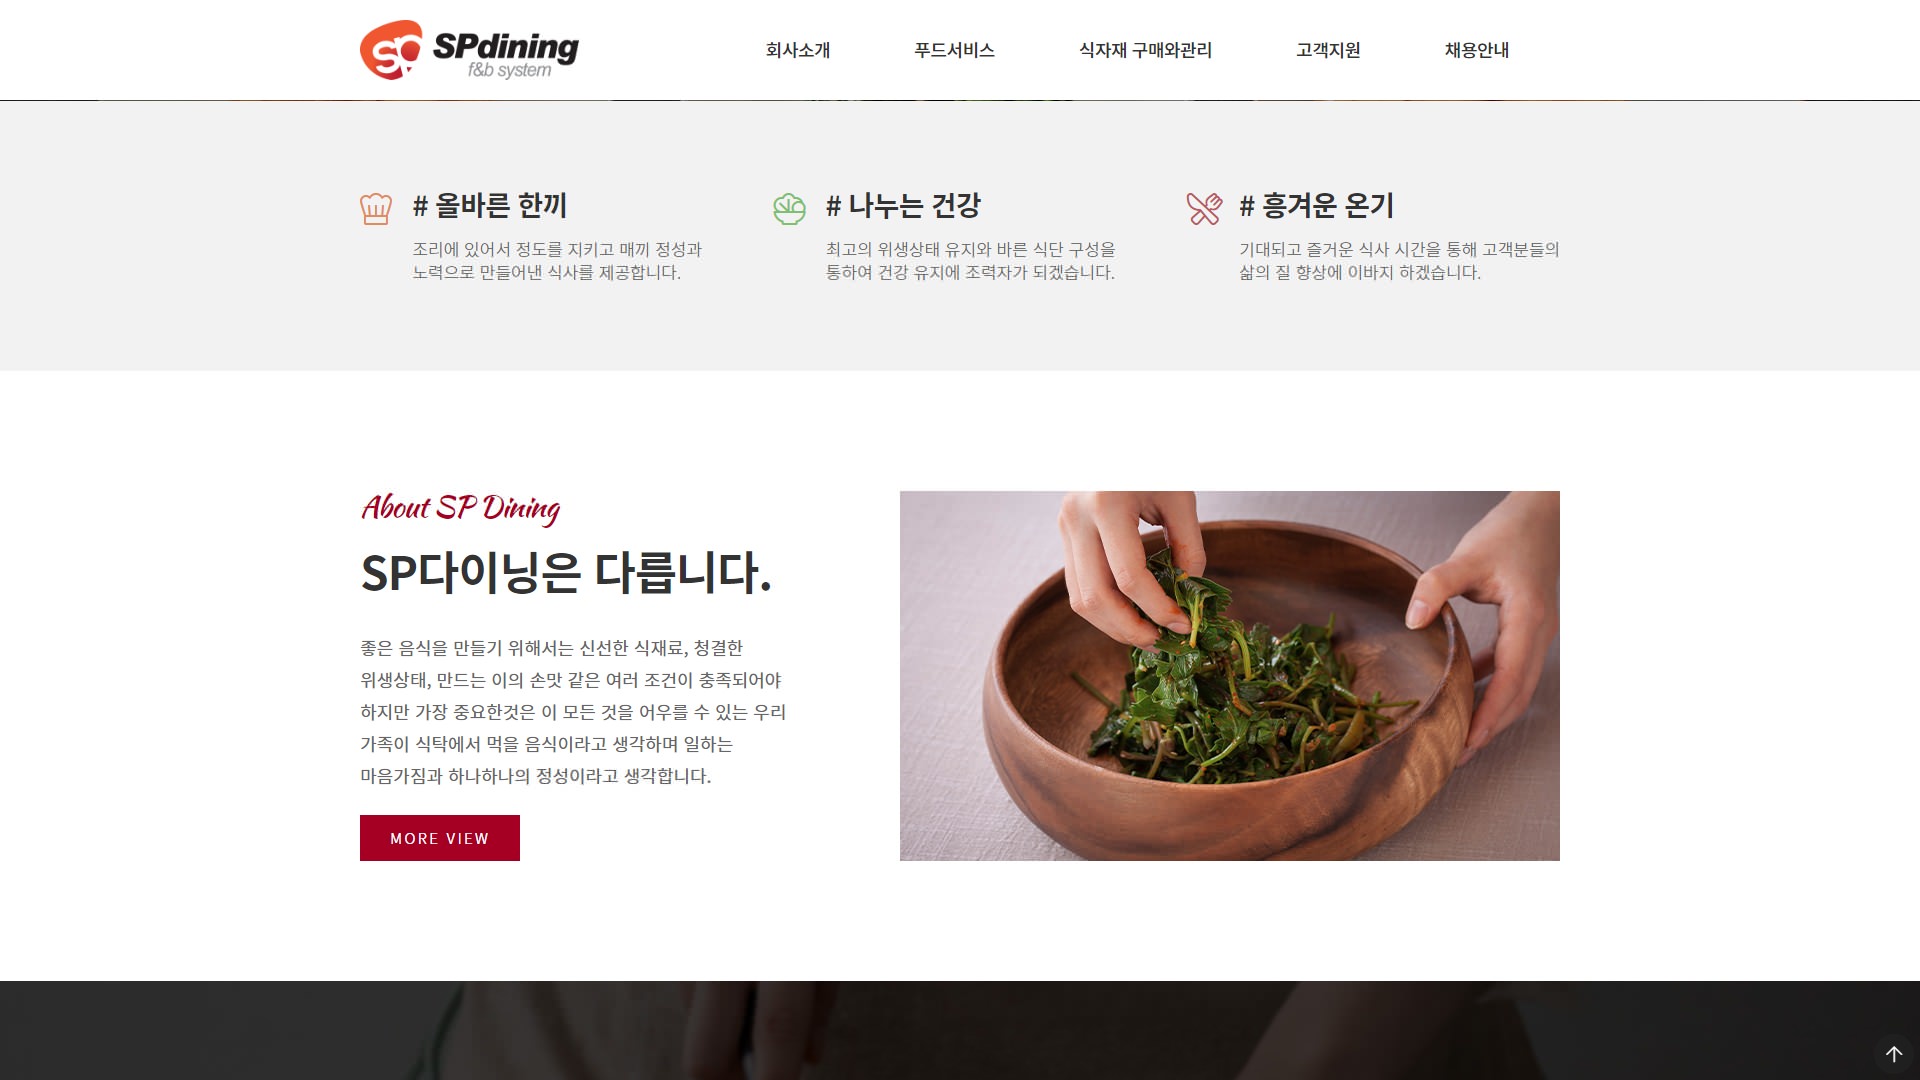 SPdining
f&b system
회사소개
푸드서비스
식자재 구매와관리
고객지원
채용안내
# 올바른 한끼
조리에 있어서 정도를 지키고 매끼 정성과
노력으로 만들어낸 식사를 제공합니다.
# 나누는 건강
최고의 위생상태 유지와 바른 식단 구성을
통하여 건강 유지에 조력자가 되겠습니다.
# 흥겨운 온기
기대되고 즐거운 식사 시간을 통해 고객분들의
삶의 질 향상에 이바지 하겠습니다.
About SP Dining
SP다이닝은 다릅니다.
좋은 음식을 만들기 위해서는 신선한 식재료, 청결한
위생상태, 만드는 이의 손맛 같은 여러 조건이 충족되어야
하지만 가장 중요한것은 이 모든 것을 어우를 수 있는 우리
가족이 식탁에서 먹을 음식이라고 생각하며 일하는
마음가짐과 하나하나의 정성이라고 생각합니다.
MORE VIEW